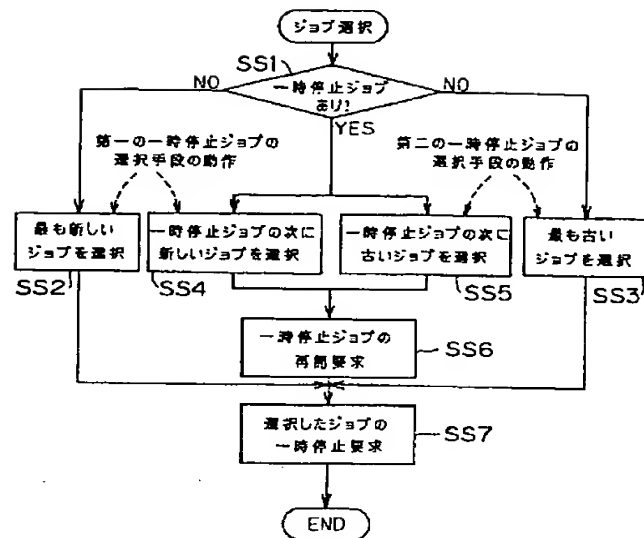 ジョブ選択
SS1
一時停止ジョブ
あり?
NO
NO
YES
第一の一時停止ジョブの
選択手段の動作
第二の一時停止ジョブの
選択手段の動作
最も新しい
ジョブを選択
一時停止ジョブの次に
新しいジョブを選択
一時停止ジョブの次に
古いジョブを選択
最も古い
ジョブを選択
SS2
SS4
SS5
SS3
一時停止ジョブの
再開要求
SS6
選択したジョブの
一時停止要求
SS7
END